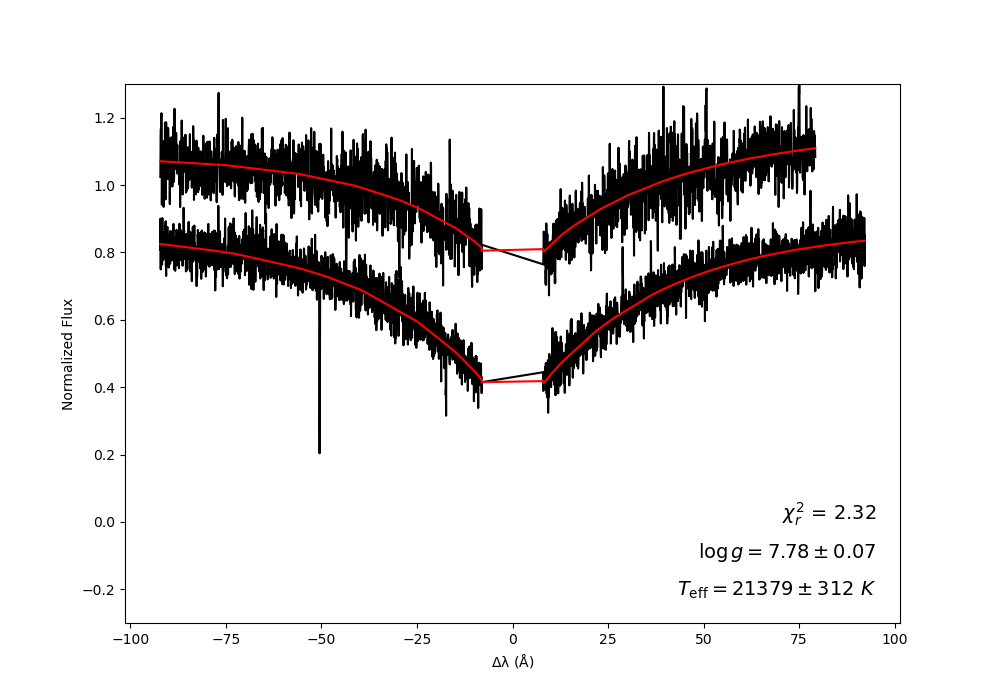 1.2
1.0
0.8
0.6
0.4
0.2
0.0
−0.2
Normalized Flux
χ²ᵣ = 2.32
log g = 7.78 ± 0.07
T_eff = 21379 ± 312 K
−100 −75 −50 −25 0 25 50 75 100
Δλ (Å)